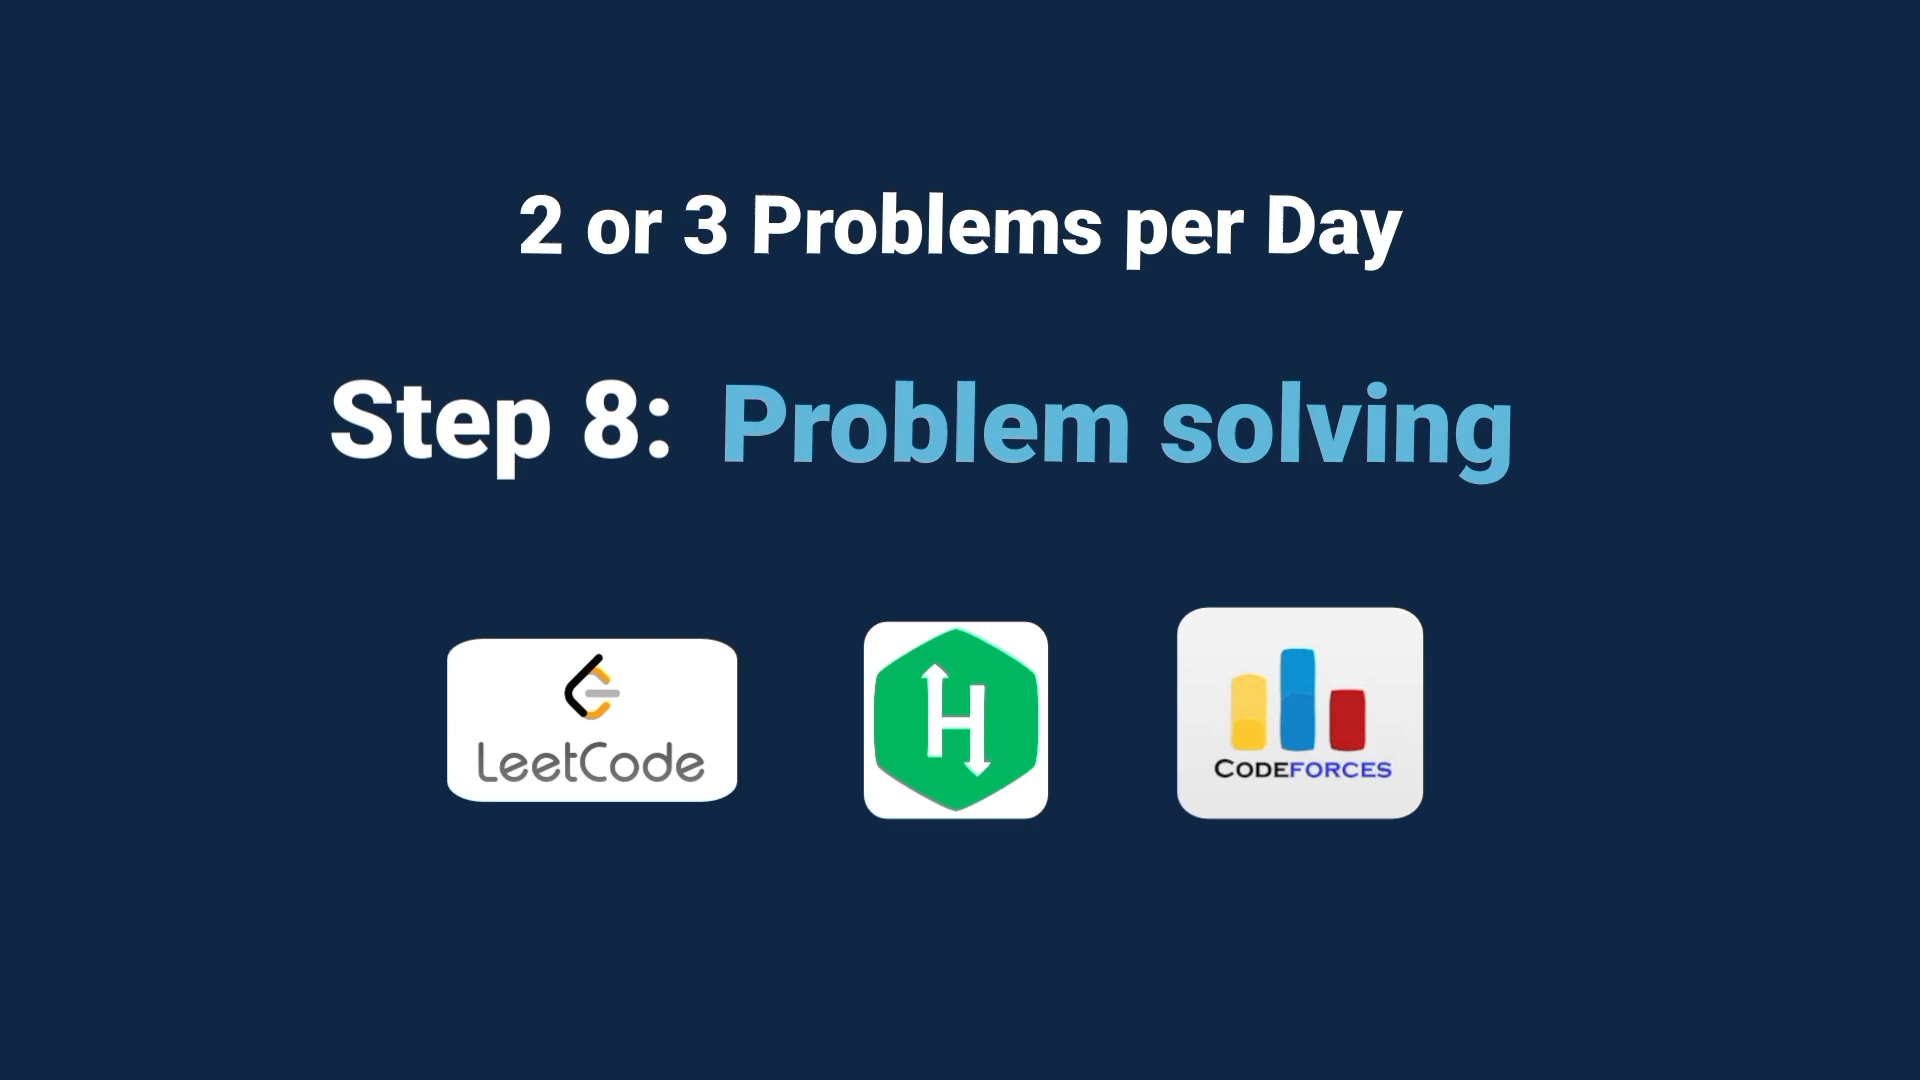 2 or 3 Problems per Day
Step 8: Problem solving
LeetCode
H
CODEFORCES